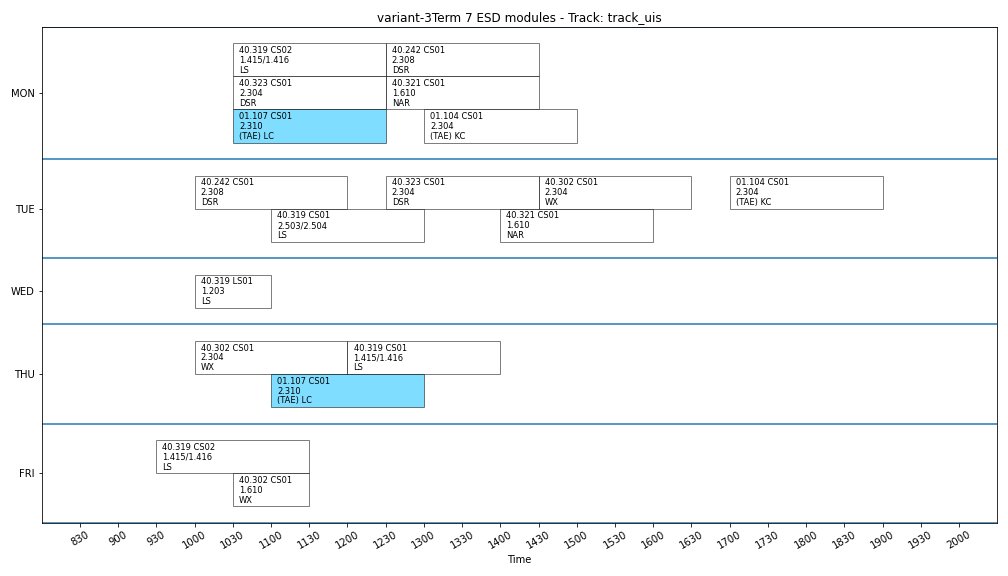 variant-3Term 7 ESD modules - Track: track_uis
MON
40.319 CS02
1.415/1.416
LS
40.242 CS01
2.308
DSR
40.323 CS01
2.304
DSR
40.321 CS01
1.610
NAR
01.107 CS01
2.310
(TAE) LC
01.104 CS01
2.304
(TAE) KC
TUE
40.242 CS01
2.308
DSR
40.323 CS01
2.304
DSR
40.302 CS01
2.304
WX
01.104 CS01
2.304
(TAE) KC
40.319 CS01
2.503/2.504
LS
40.321 CS01
1.610
NAR
WED
40.319 LS01
1.203
LS
THU
40.302 CS01
2.304
WX
40.319 CS01
1.415/1.416
LS
01.107 CS01
2.310
(TAE) LC
FRI
40.319 CS02
1.415/1.416
LS
40.302 CS01
1.610
WX
830 900 930 1000 1030 1100 1130 1200 1230 1300 1330 1400 1430 1500 1530 1600 1630 1700 1730 1800 1830 1900 1930 2000
Time